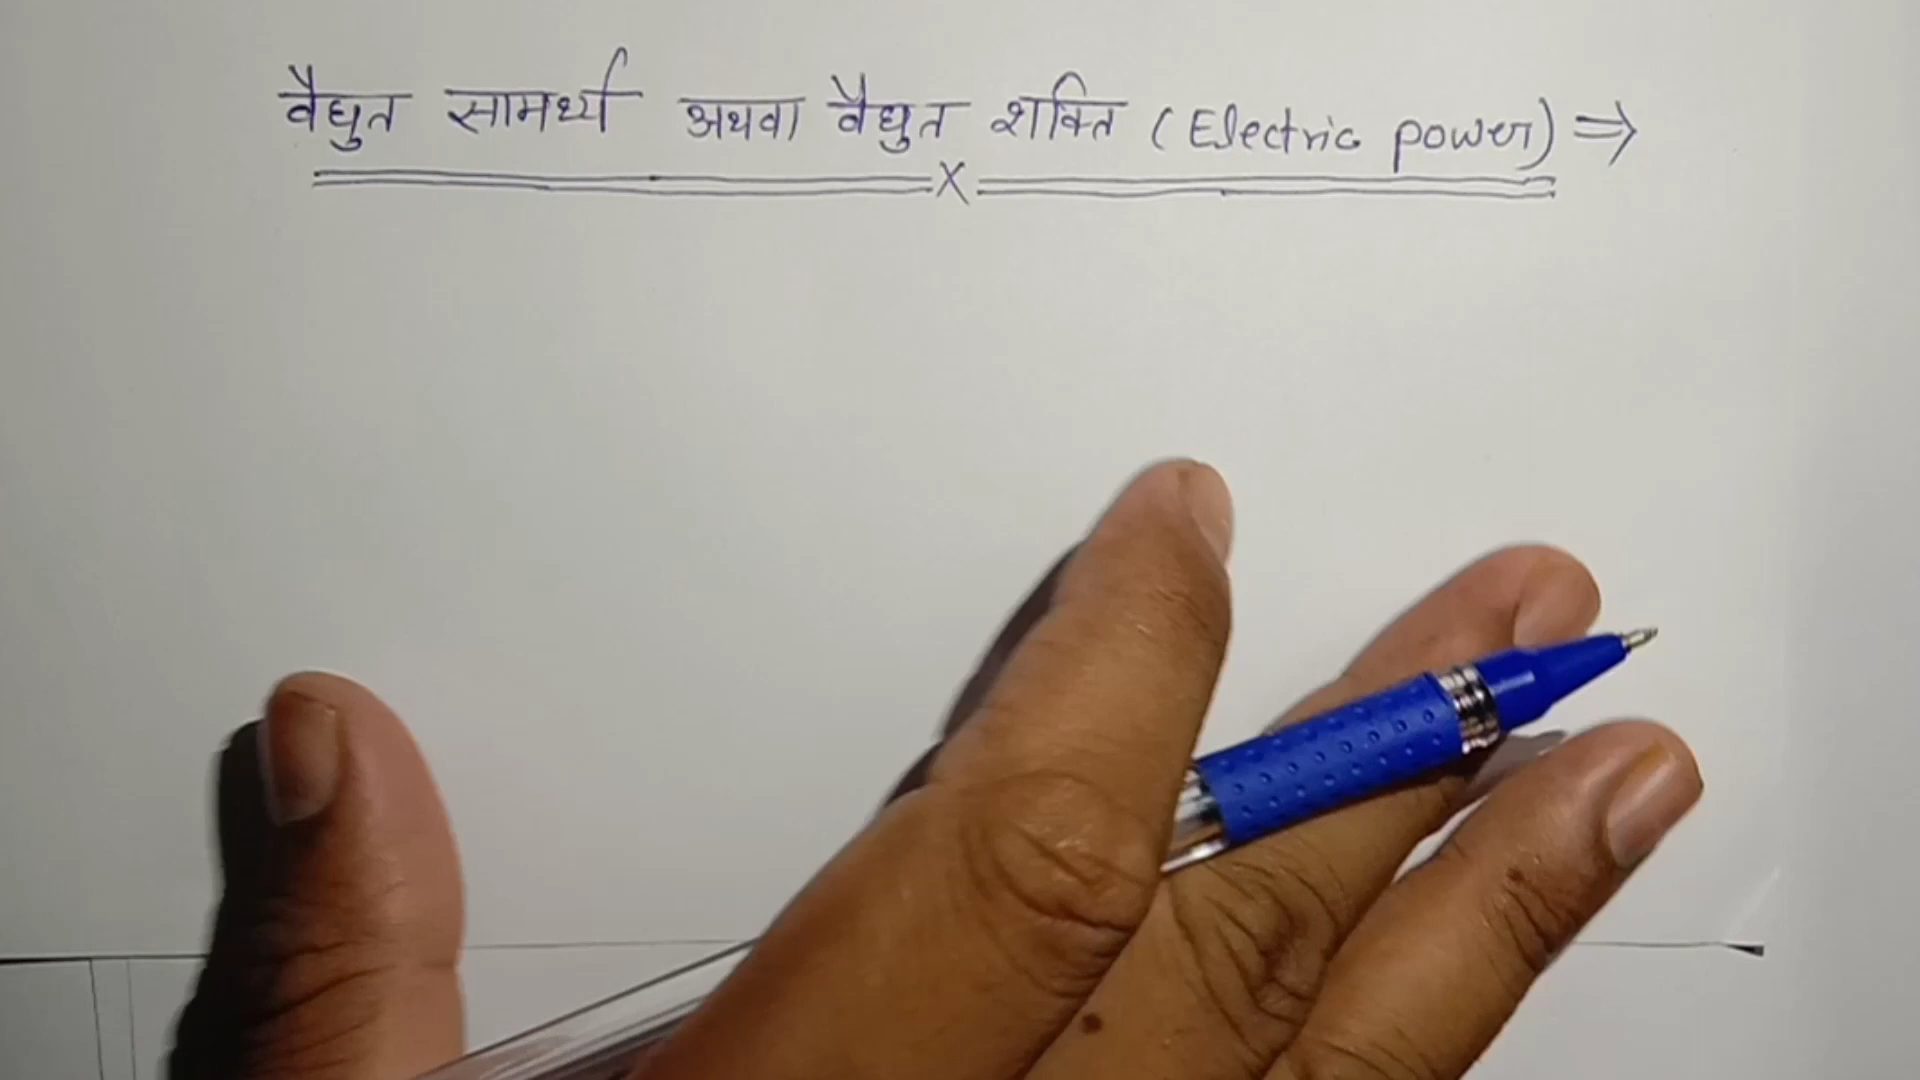 वैद्युत सामर्थ्य अथवा वैद्युत शक्ति (Electric power) ⇒